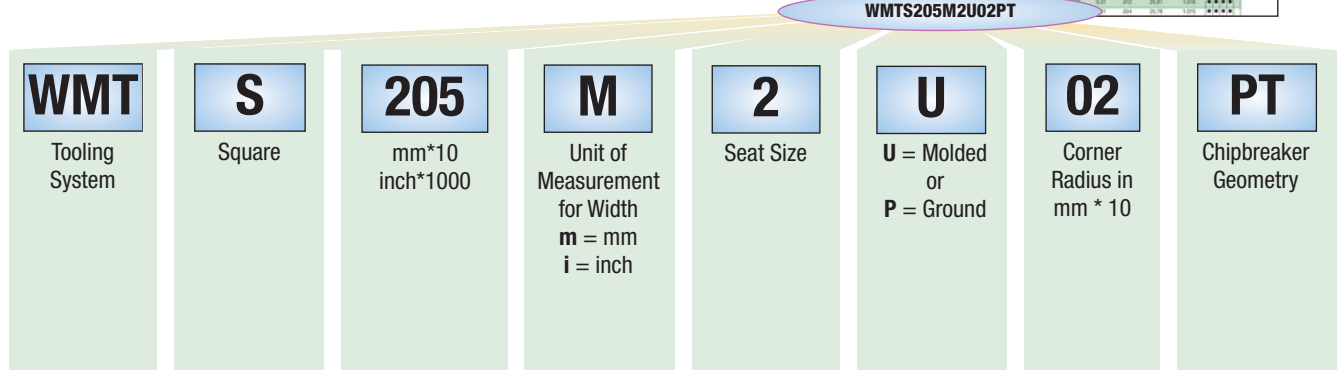 WMTS205M2U02PT
WMT
Tooling
System
S
Square
205
mm*10
inch*1000
M
Unit of
Measurement
for Width
m = mm
i = inch
2
Seat Size
U
U = Molded
or
P = Ground
02
Corner
Radius in
mm * 10
PT
Chipbreaker
Geometry